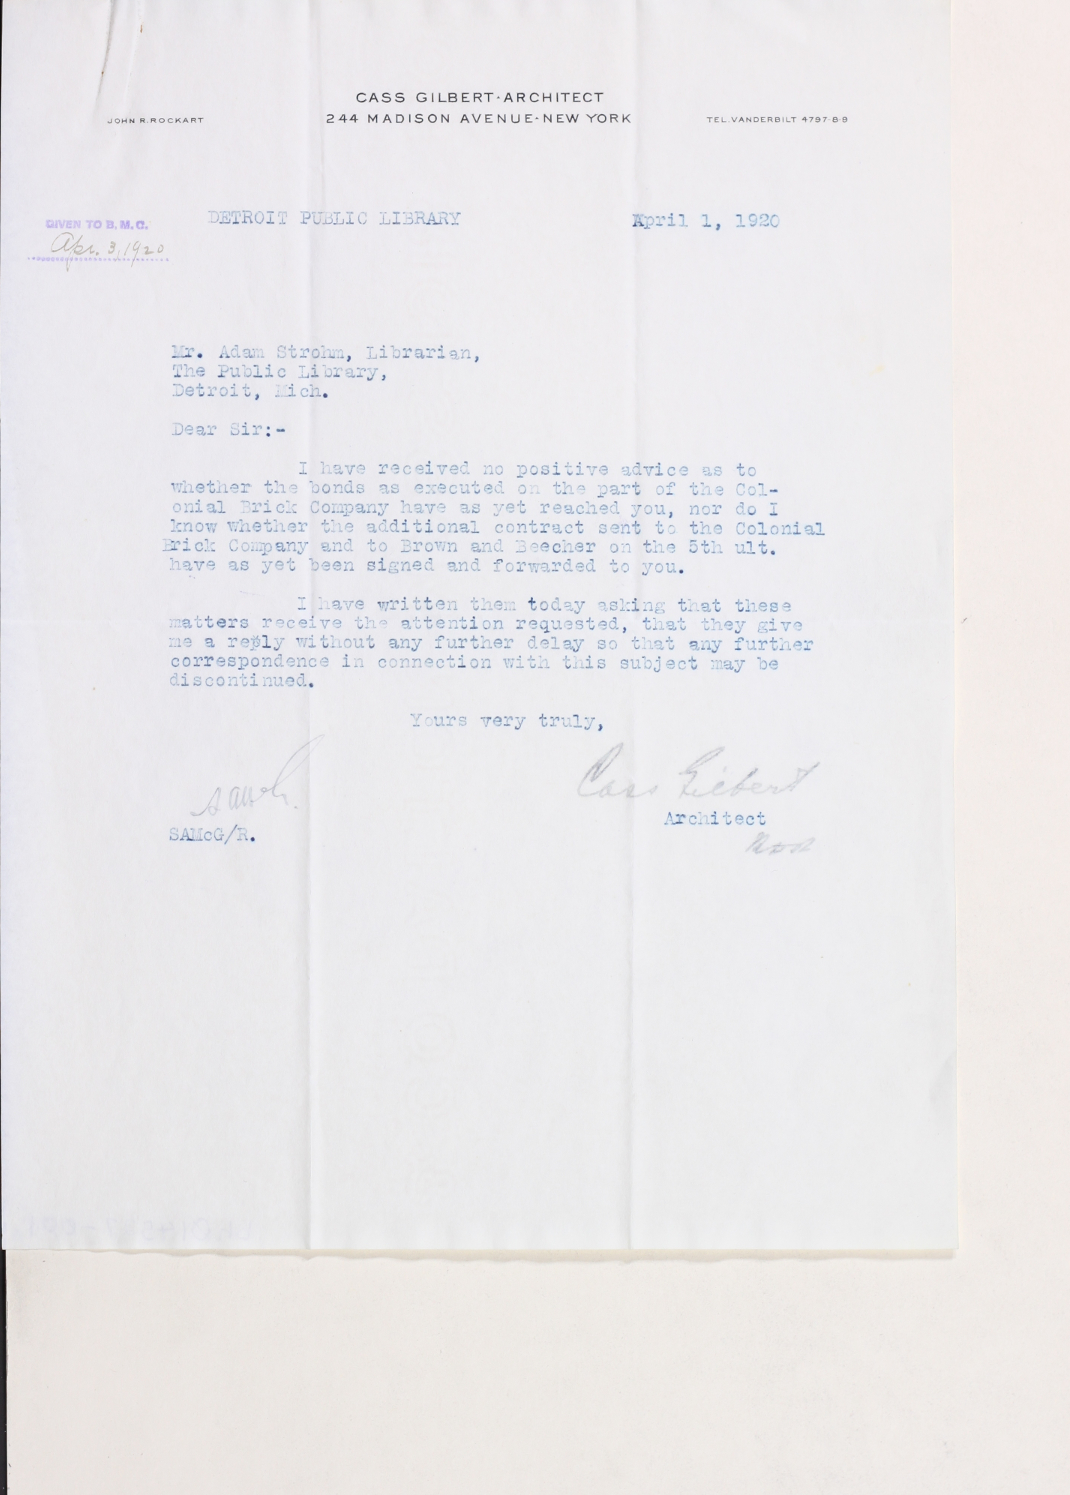 CASS GILBERT-ARCHITECT
JOHN R. ROCKART
244 MADISON AVENUE-NEW YORK
TEL. VANDERBILT 4797-8-9
DETROIT PUBLIC LIBRARY
April 1, 1920
GIVEN TO B. M. C.
Apr. 3, 1920
Mr. Adam Strohm, Librarian,
The Public Library,
Detroit, Mich.
Dear Sir:-
I have received no positive advice as to
whether the bonds as executed on the part of the Col-
onial Brick Company have as yet reached you, nor do I
know whether the additional contract sent to the Colonial
Brick Company and to Brown and Beecher on the 5th ult.
have as yet been signed and forwarded to you.
I have written them today asking that these
matters receive the attention requested, that they give
me a reply without any further delay so that any further
correspondence in connection with this subject may be
discontinued.
Yours very truly,
Cass Gilbert
Architect
SAMcG/R.